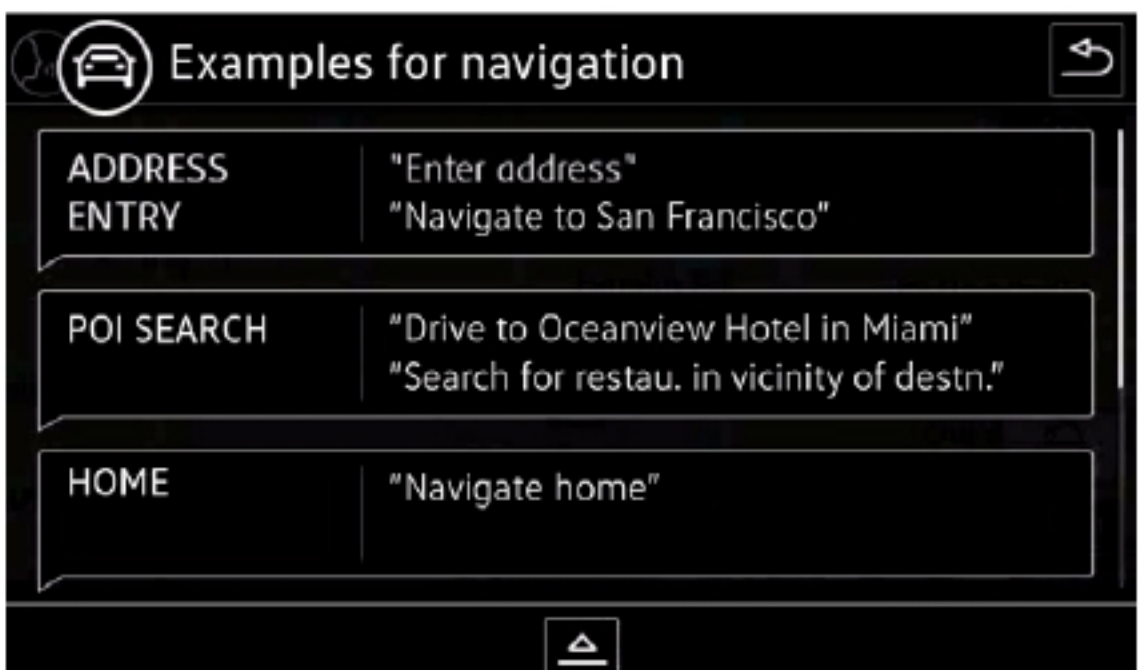 Examples for navigation
ADDRESS
ENTRY
"Enter address"
"Navigate to San Francisco"
POI SEARCH
"Drive to Oceanview Hotel in Miami"
"Search for restau. in vicinity of destn."
HOME
"Navigate home"